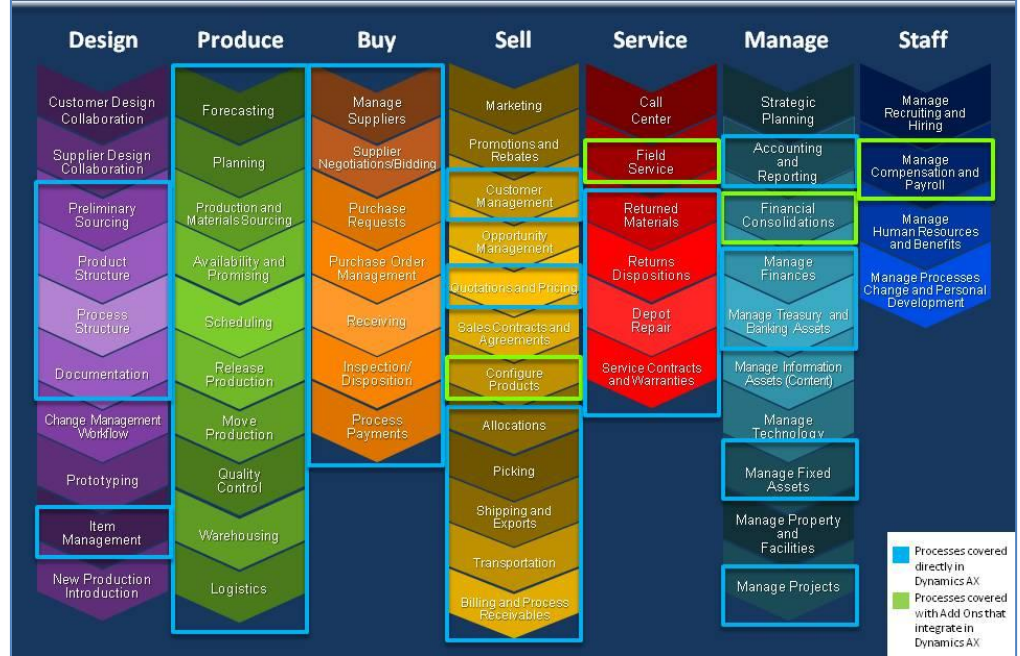 Design
Customer Design
Collaboration
Supplier Design
Collaboration
Preliminary
Sourcing
Product
Structure
Process
Structure
Documentation
Change Management
Workflow
Prototyping
Item
Management
New Production
Introduction
Produce
Forecasting
Planning
Production and
Materials Sourcing
Availability and
Promising
Scheduling
Release
Production
Move
Production
Quality
Control
Warehousing
Logistics
Buy
Manage
Suppliers
Supplier
Negotiations/Bidding
Purchase
Requests
Purchase Order
Management
Receiving
Inspection/
Disposition
Process
Payments
Sell
Marketing
Promotions and
Rebates
Customer
Management
Opportunity
Management
Quotations and Pricing
Sales Contracts and
Agreements
Configure
Products
Allocations
Picking
Shipping and
Exports
Transportation
Billing and Process
Receivables
Service
Call
Center
Field
Service
Returned
Materials
Returns
Dispositions
Depot
Repair
Service Contracts
and Warranties
Manage
Strategic
Planning
Accounting
and
Reporting
Financial
Consolidations
Manage
Finances
Manage Treasury and
Banking Assets
Manage Information
Assets (Content)
Manage
Technology
Manage Fixed
Assets
Manage Property
and
Facilities
Manage Projects
Staff
Manage
Recruiting and
Hiring
Manage
Compensation and
Payroll
Manage
Human Resources
and Benefits
Manage Processes
Change and Personal
Development
Processes covered
directly in
Dynamics AX
Processes covered
with Add Ons that
integrate in
Dynamics AX